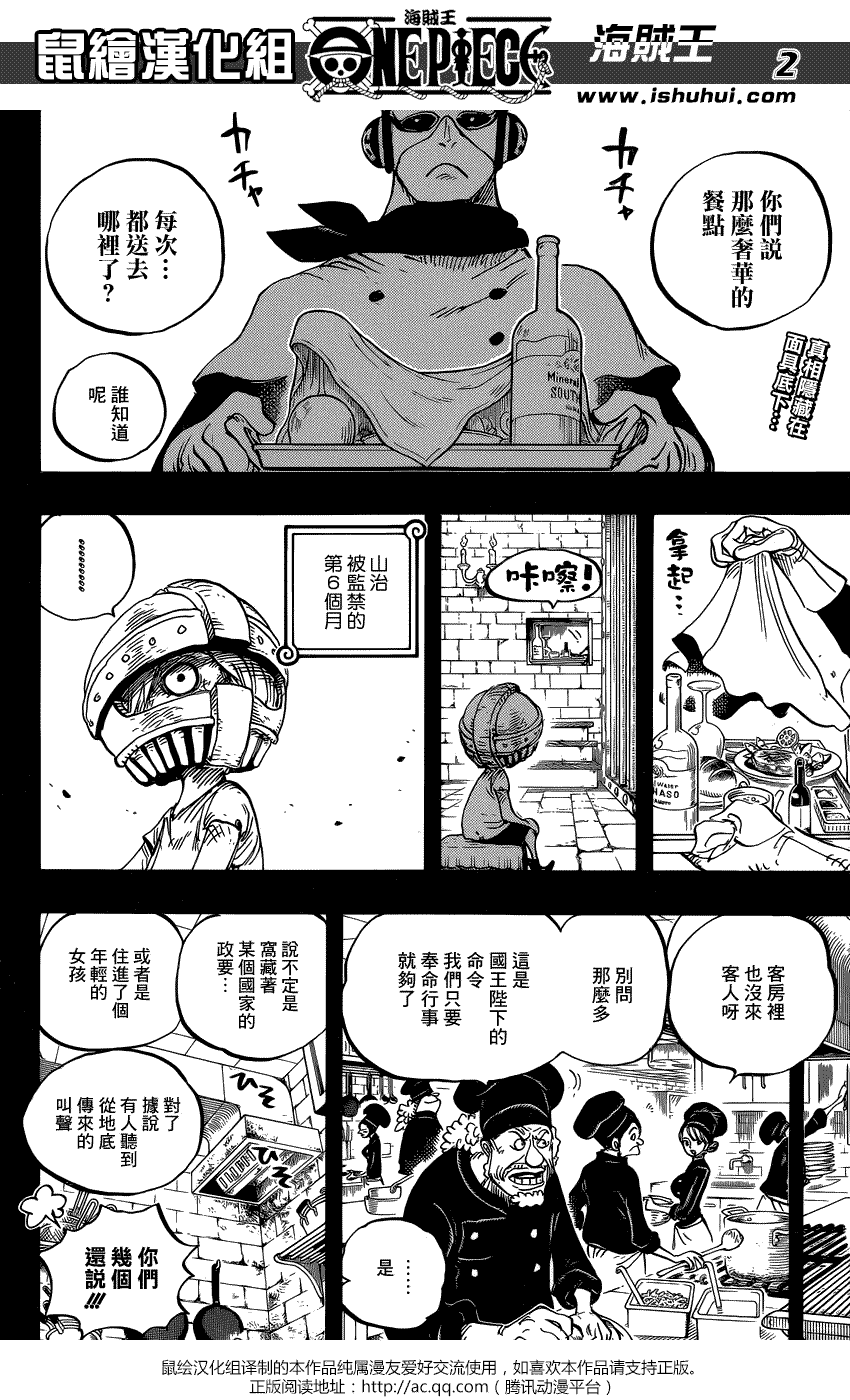 鼠繪漢化組
海賊王
ONE PIECE
海賊王
2
www.ishuhui.com
你們說
那麼奢華的
餐點
カチャ
真相隱藏在
面具底下…
Mineral
SOUTH
カチャ
每次…
都送去
哪裡了?
誰知道
呢
拿起…
Water
咔嚓!
山治
被監禁的
第6個月
………
客房裡
也沒來
客人呀
別問
那麼多
這是
國王陛下的
命令
我們只要
奉命行事
就夠了
……
是
說不定是
窩藏著
某個國家的
政要…
或者是
住進了個
年輕的
女孩
ひそ
ひそ
對了
據說
有人聽到
從地底
傳來的
叫聲
你們
幾個
還說!!!
鼠绘汉化组译制的本作品纯属漫友爱好交流使用，如喜欢本作品请支持正版。
正版阅读地址：http://ac.qq.com（腾讯动漫平台）